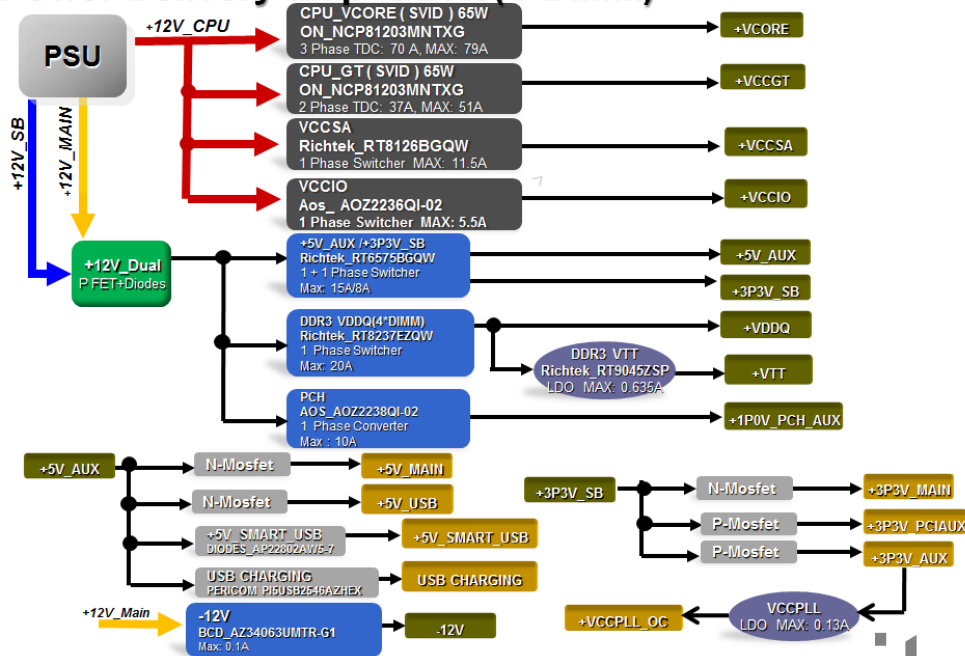 PSU
+12V_CPU
+12V_SB
+12V_MAIN
CPU_VCORE ( SVID ) 65W
ON_NCP81203MNTXG
3 Phase TDC: 70 A, MAX: 79A
+VCORE
CPU_GT ( SVID ) 65W
ON_NCP81203MNTXG
2 Phase TDC: 37A, MAX: 51A
+VCCGT
VCCSA
Richtek_RT8126BGQW
1 Phase Switcher MAX: 11.5A
+VCCSA
VCCIO
Aos_ AOZ2236QI-02
1 Phase Switcher MAX: 5.5A
+VCCIO
+12V_Dual
P FET+Diodes
+5V_AUX /+3P3V_SB
Richtek_RT6575BGQW
1 + 1 Phase Switcher
Max: 15A/8A
+5V_AUX
+3P3V_SB
DDR3 VDDQ(4*DIMM)
Richtek_RT8237EZQW
1 Phase Switcher
Max: 20A
+VDDQ
DDR3 VTT
Richtek_RT9045ZSP
LDO MAX: 0.635A
+VTT
PCH
AOS_AOZ2238QI-02
1 Phase Converter
Max : 10A
+1P0V_PCH_AUX
+5V_AUX
N-Mosfet
+5V_MAIN
N-Mosfet
+5V_USB
+5V_SMART_USB
DIODES_AP22802AW5-7
+5V_SMART_USB
USB CHARGING
PERICOM_PI5USB2546AZHEX
USB CHARGING
+12V_Main
-12V
BCD_AZ34063UMTR-G1
Max: 0.1A
-12V
+3P3V_SB
N-Mosfet
+3P3V_MAIN
P-Mosfet
+3P3V_PCIAUX
P-Mosfet
+3P3V_AUX
VCCPLL
LDO MAX: 0.13A
+VCCPLL_OC